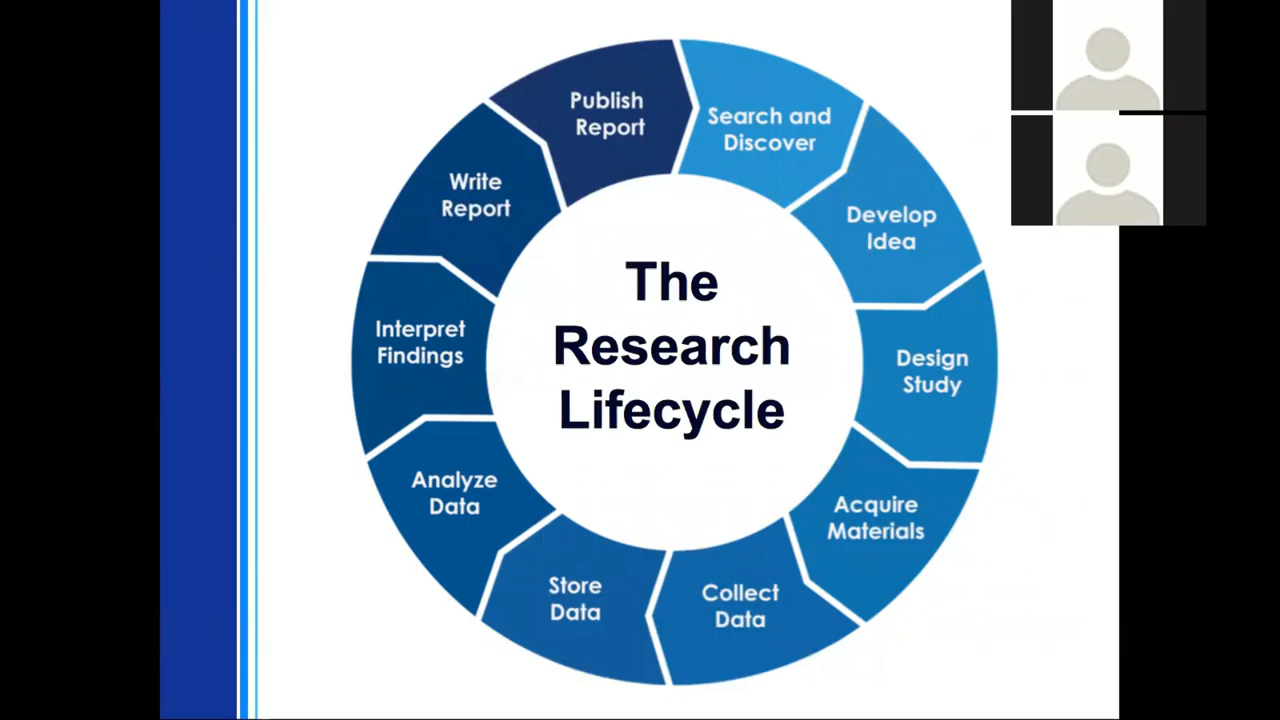 The
Research
Lifecycle
Search and
Discover
Develop
Idea
Design
Study
Acquire
Materials
Collect
Data
Store
Data
Analyze
Data
Interpret
Findings
Write
Report
Publish
Report